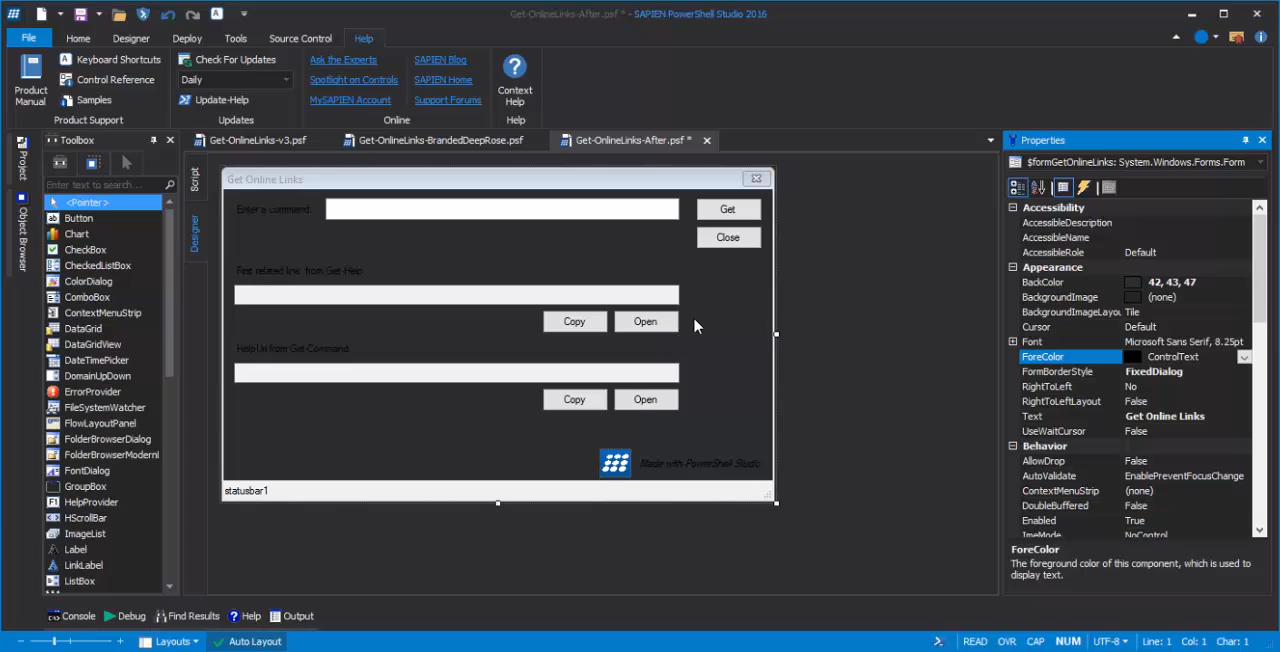 Get-OnlineLinks-After.psf * - SAPIEN PowerShell Studio 2016
File Home Designer Deploy Tools Source Control Help
Product Manual
Keyboard Shortcuts
Control Reference
Samples
Product Support
Check For Updates
Daily
Update-Help
Updates
Ask the Experts
Spotlight on Controls
MySAPIEN Account
SAPIEN Blog
SAPIEN Home
Support Forums
Online
Context Help
Help
Project
Object Browser
Toolbox
Enter text to search...
<Pointer>
Button
Chart
CheckBox
CheckedListBox
ColorDialog
ComboBox
ContextMenuStrip
DataGrid
DataGridView
DateTimePicker
DomainUpDown
ErrorProvider
FileSystemWatcher
FlowLayoutPanel
FolderBrowserDialog
FolderBrowserModernI
FontDialog
GroupBox
HelpProvider
HScrollBar
ImageList
Label
LinkLabel
ListBox
Get-OnlineLinks-v3.psf Get-OnlineLinks-BrandedDeepRose.psf Get-OnlineLinks-After.psf *
Script
Designer
Get Online Links
Enter a command: Get
Close
First related link from Get-Help
Copy Open
Help Uri from Get-Command
Copy Open
Made with PowerShell Studio
statusbar1
Properties
$formGetOnlineLinks: System.Windows.Forms.Form
Accessibility
AccessibleDescription
AccessibleName
AccessibleRole Default
Appearance
BackColor 42, 43, 47
BackgroundImage (none)
BackgroundImageLayou Tile
Cursor Default
Font Microsoft Sans Serif, 8.25pt
ForeColor ControlText
FormBorderStyle FixedDialog
RightToLeft No
RightToLeftLayout False
Text Get Online Links
UseWaitCursor False
Behavior
AllowDrop False
AutoValidate EnablePreventFocusChange
ContextMenuStrip (none)
DoubleBuffered False
Enabled True
ImeMode NoControl
ForeColor
The foreground color of this component, which is used to display text.
Console Debug Find Results Help Output
Layouts Auto Layout
READ OVR CAP NUM UTF-8 Line: 1 Col: 1 Char: 1